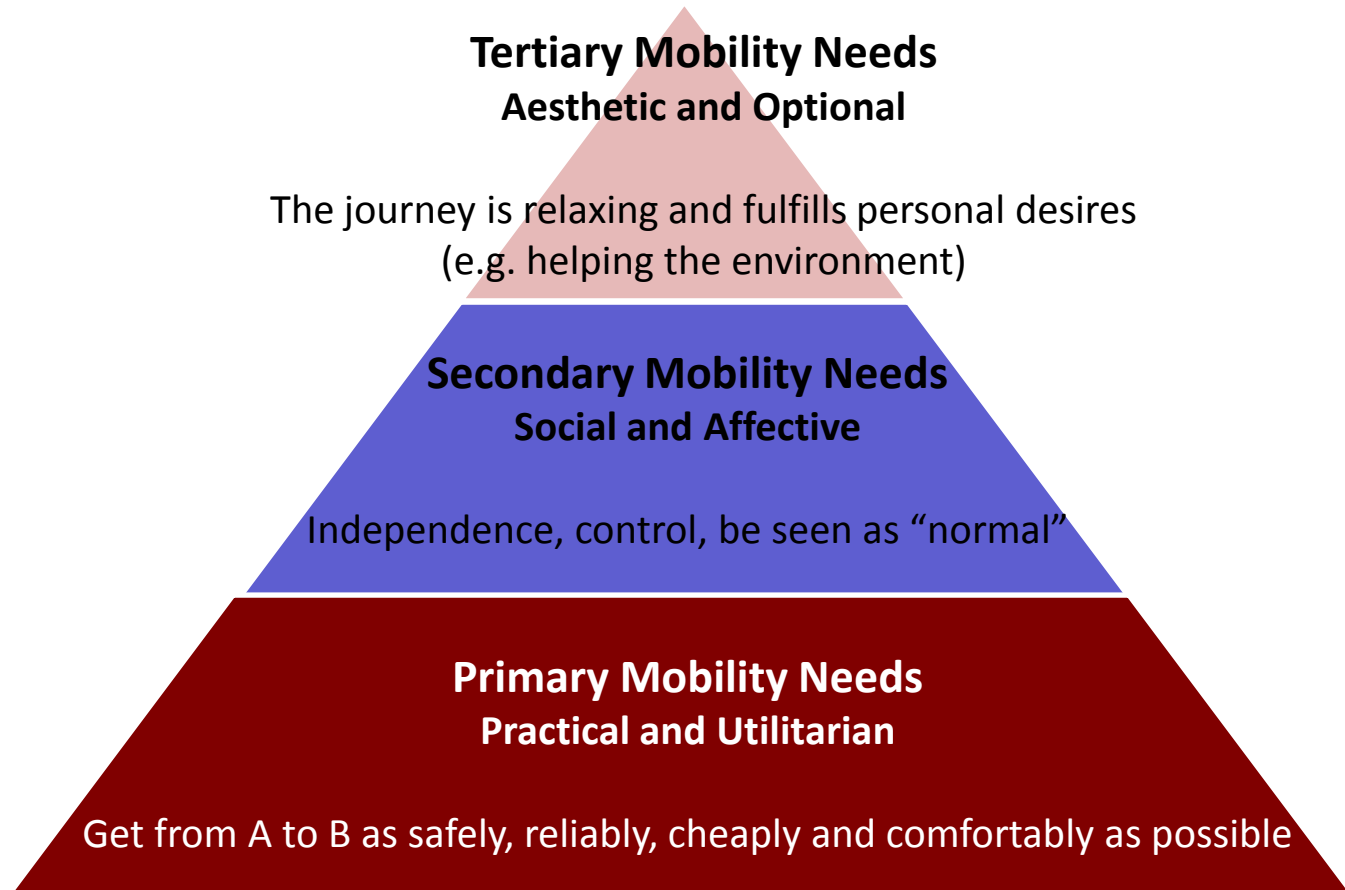 Tertiary Mobility Needs
Aesthetic and Optional
The journey is relaxing and fulfills personal desires
(e.g. helping the environment)
Secondary Mobility Needs
Social and Affective
Independence, control, be seen as “normal”
Primary Mobility Needs
Practical and Utilitarian
Get from A to B as safely, reliably, cheaply and comfortably as possible